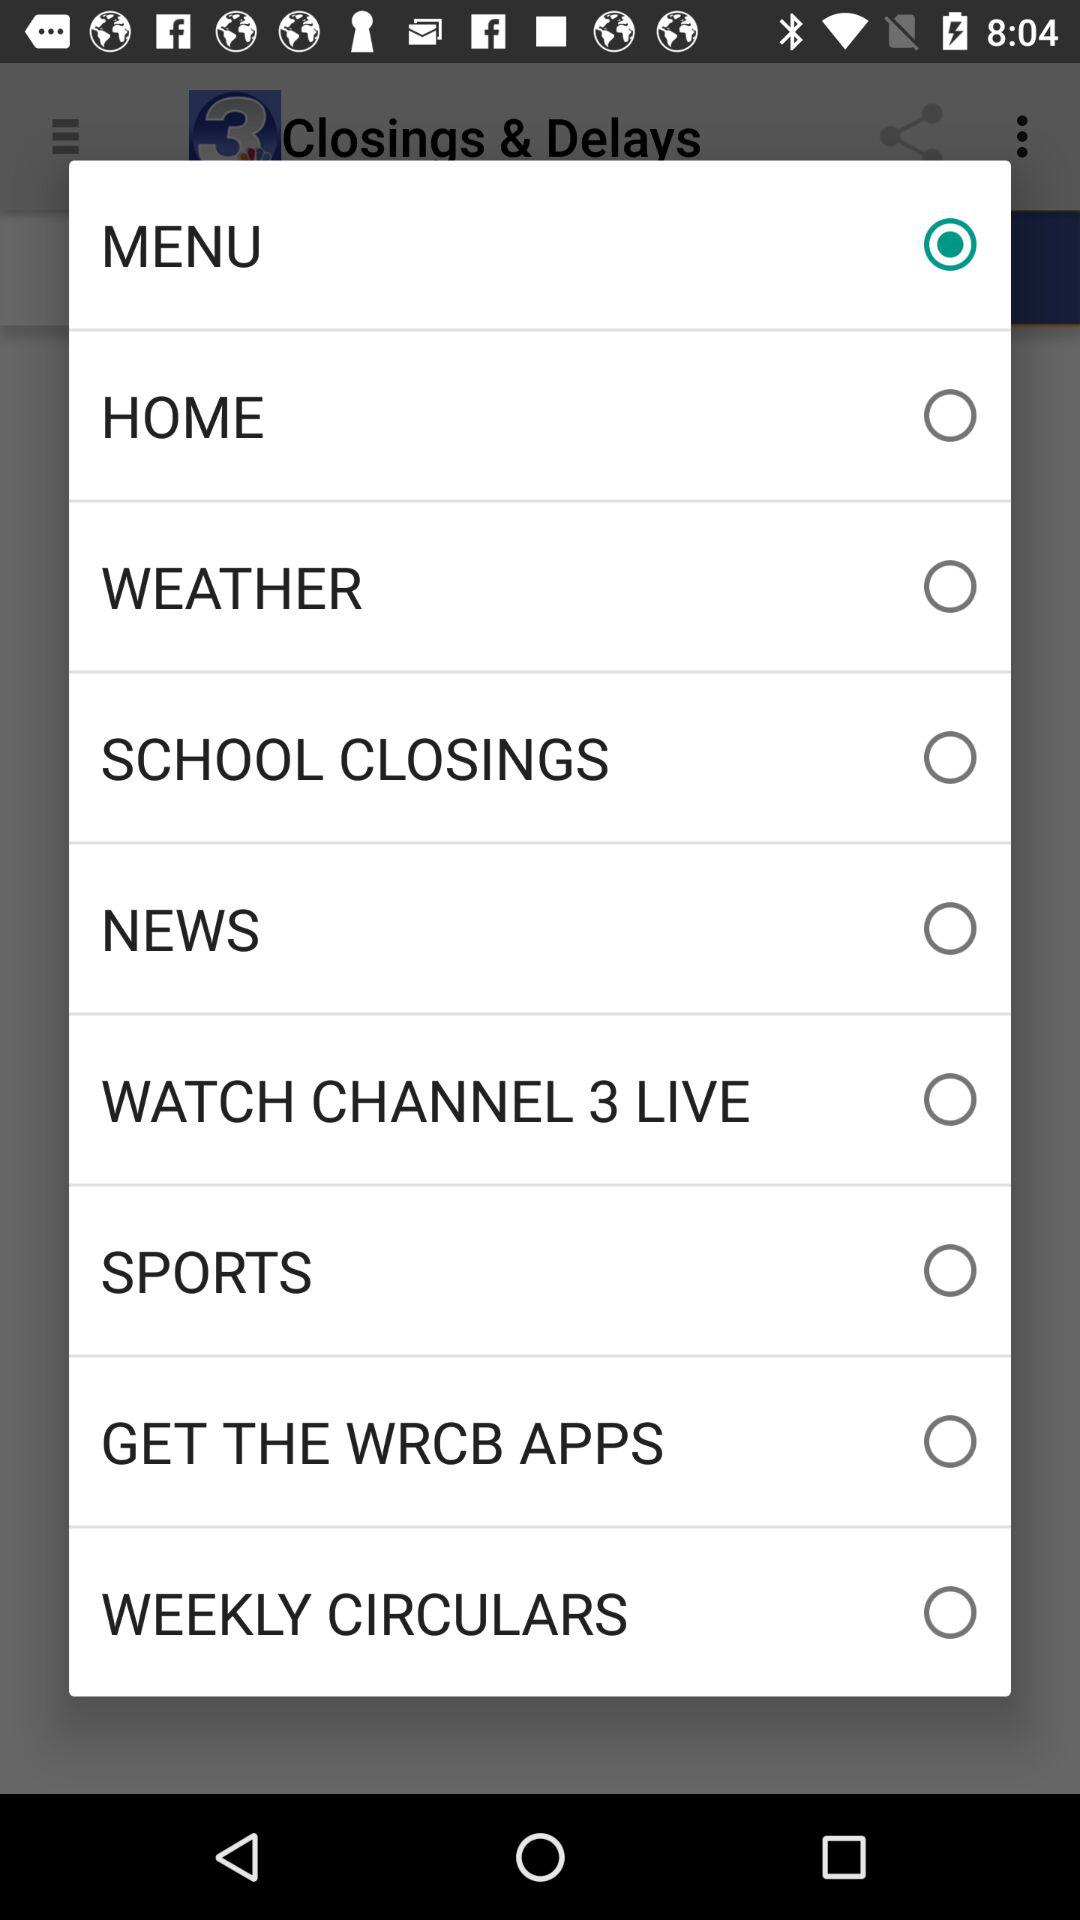 8:04
3 Closings & Delays
MENU
HOME
WEATHER
SCHOOL CLOSINGS
NEWS
WATCH CHANNEL 3 LIVE
SPORTS
GET THE WRCB APPS
WEEKLY CIRCULARS